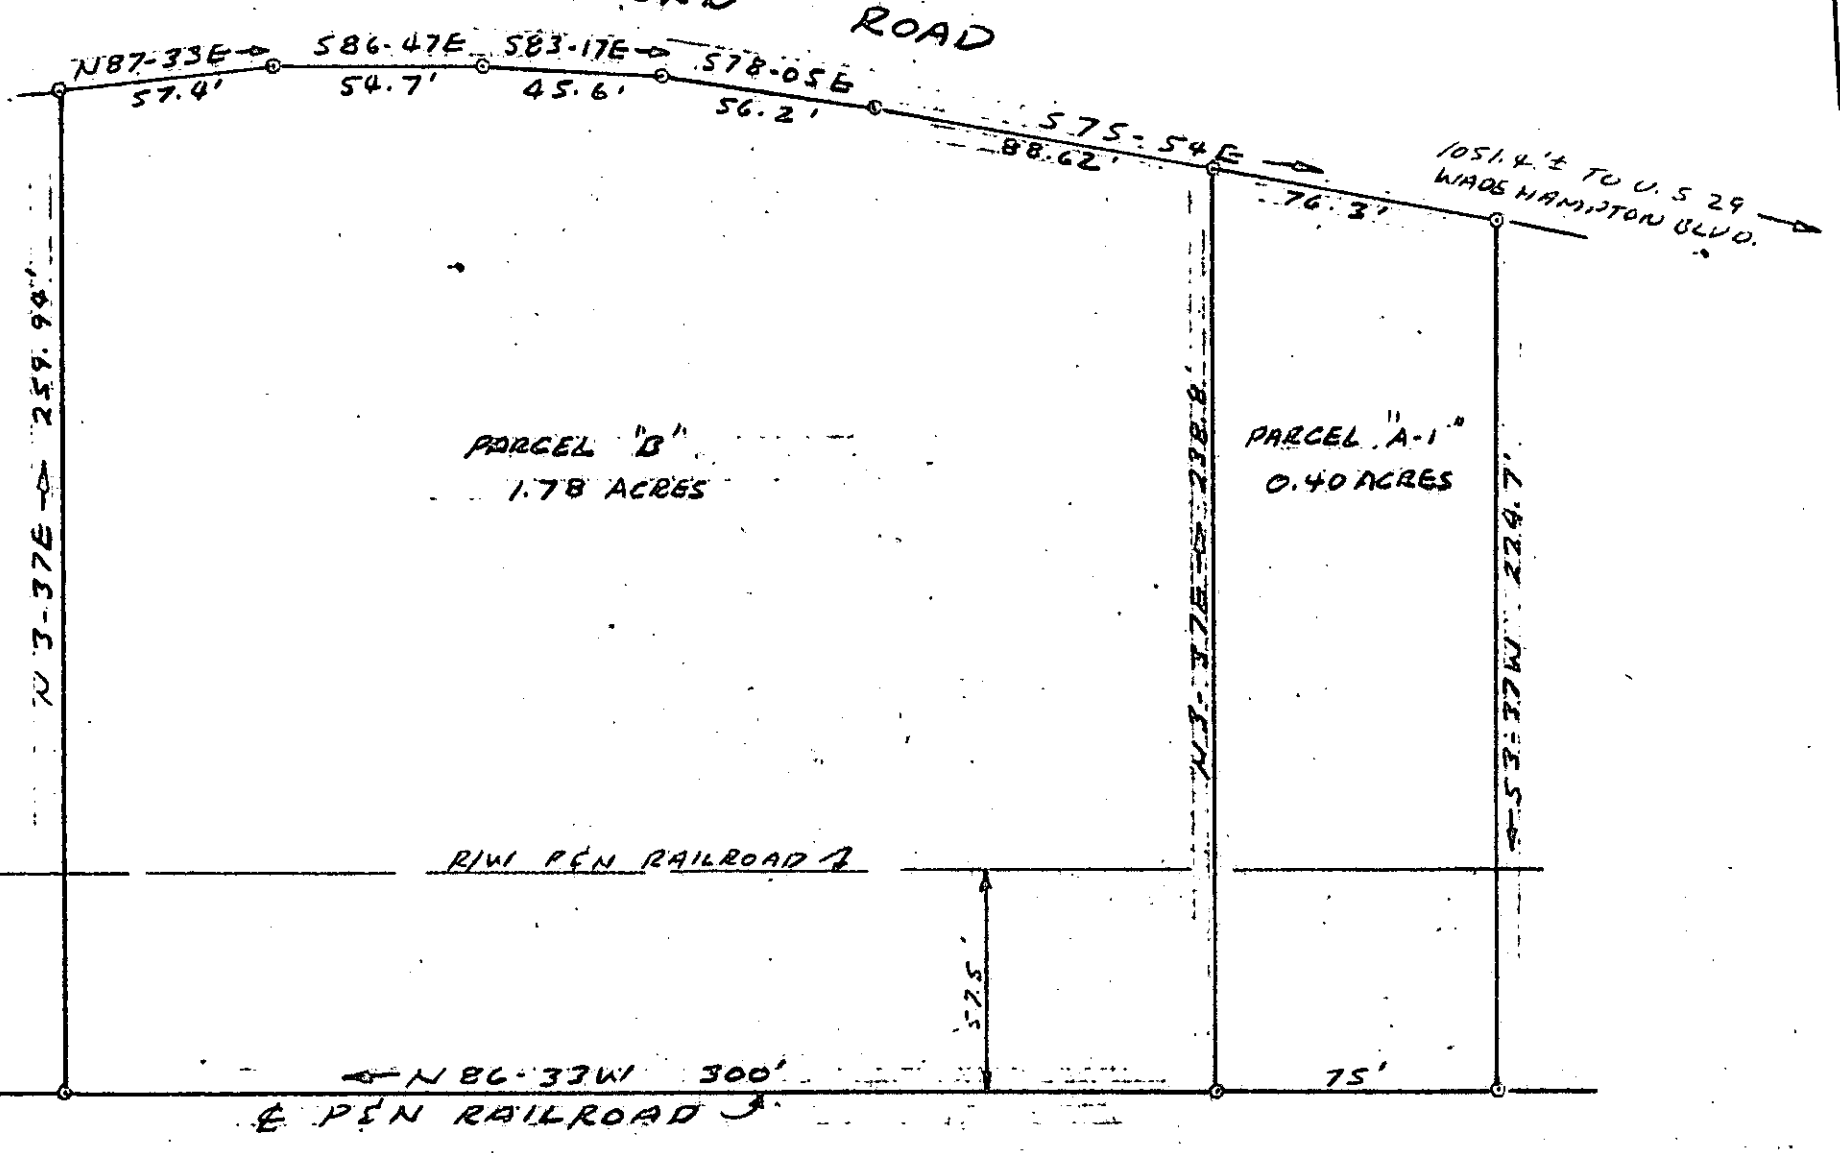 ROAD
N87-33E
57.4'
S86-47E
54.7'
S83-17E
45.6'
S78-05E
56.2'
S75-54E
88.62'
76.3'
1051.4'± TO U.S 29
WADE HAMPTON BLVD.
N 3-37E 259.94'
PARCEL "B"
1.78 ACRES
N 3-37E 238.8'
PARCEL "A-1"
0.40 ACRES
S 3-37W 224.7'
R/W P&N RAILROAD
57.5'
N 86-33W 300'
75'
℄ P&N RAILROAD